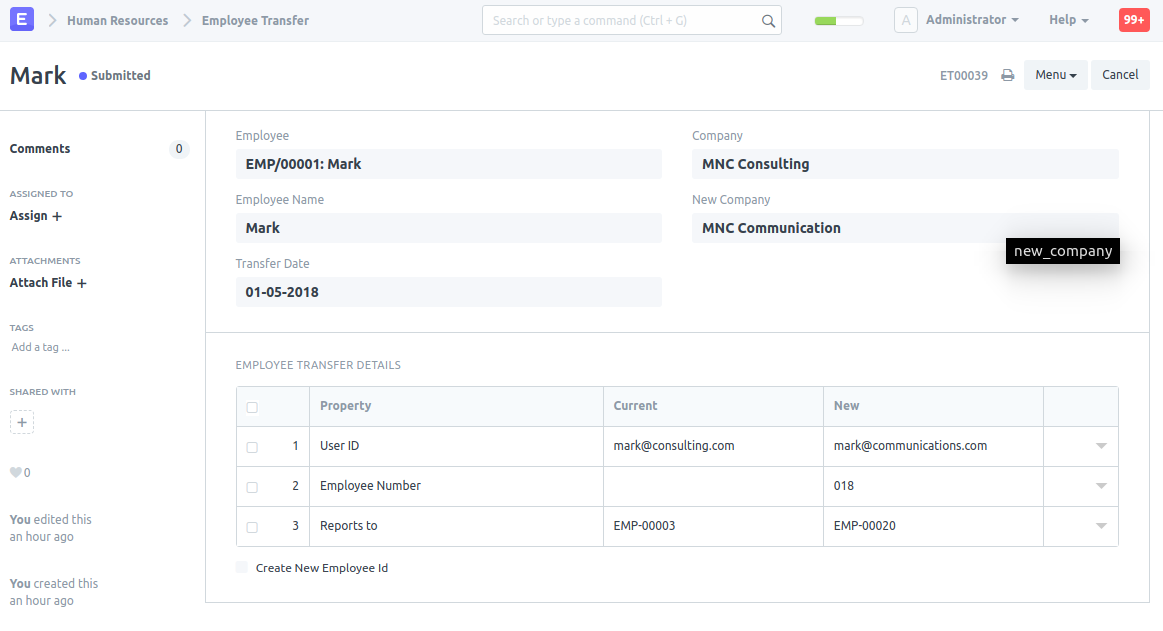 E Human Resources Employee Transfer Search or type a command (Ctrl + G) A Administrator Help 99+
Mark Submitted ET00039 Menu Cancel
Comments 0
ASSIGNED TO
Assign +
ATTACHMENTS
Attach File +
TAGS
Add a tag ...
SHARED WITH
+
0
You edited this
an hour ago
You created this
an hour ago
Employee
EMP/00001: Mark
Employee Name
Mark
Transfer Date
01-05-2018
Company
MNC Consulting
New Company
MNC Communication
new_company
EMPLOYEE TRANSFER DETAILS
Property Current New
1 User ID mark@consulting.com mark@communications.com
2 Employee Number 018
3 Reports to EMP-00003 EMP-00020
Create New Employee Id